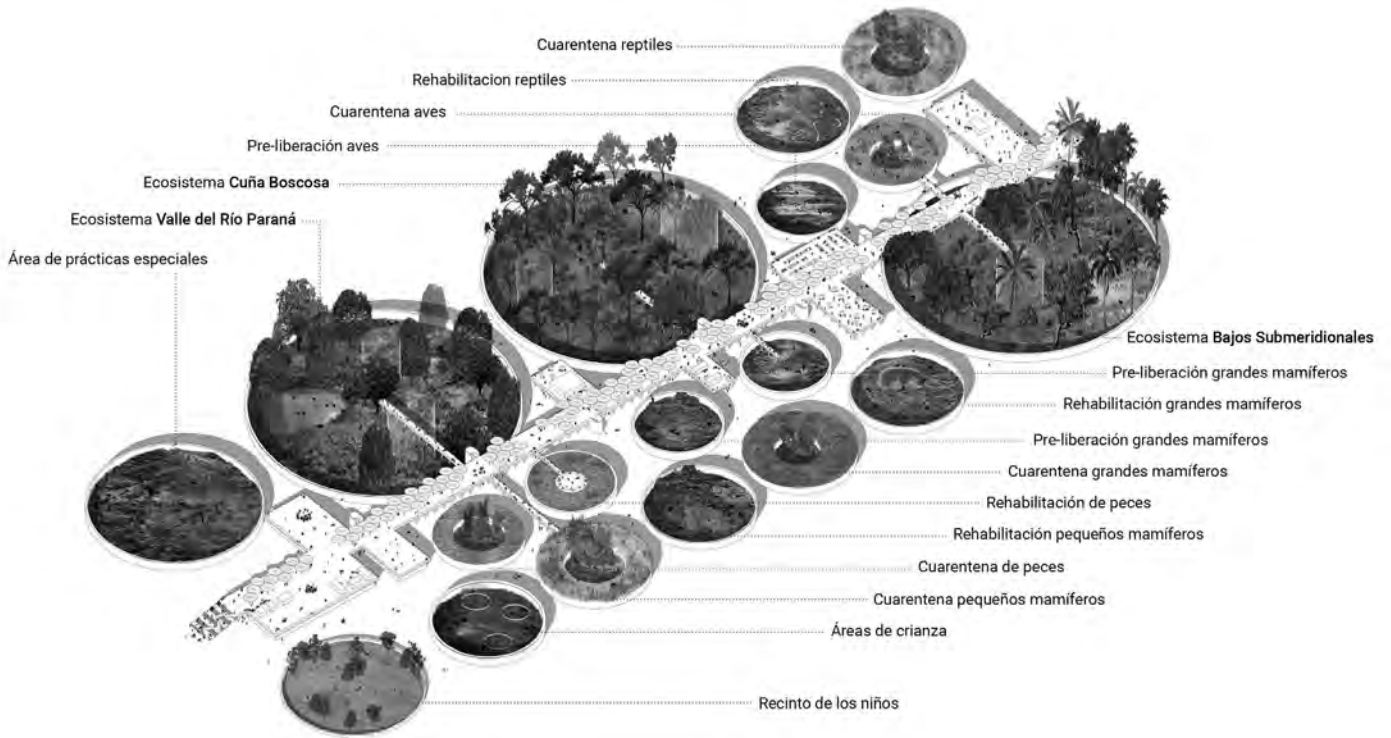 Cuarentena reptiles
Rehabilitacion reptiles
Cuarentena aves
Pre-liberación aves
Ecosistema Cuña Boscosa
Ecosistema Valle del Río Paraná
Área de prácticas especiales
Ecosistema Bajos Submeridionales
Pre-liberación grandes mamíferos
Rehabilitación grandes mamíferos
Pre-liberación grandes mamíferos
Cuarentena grandes mamíferos
Rehabilitación de peces
Rehabilitación pequeños mamíferos
Cuarentena de peces
Cuarentena pequeños mamíferos
Áreas de crianza
Recinto de los niños